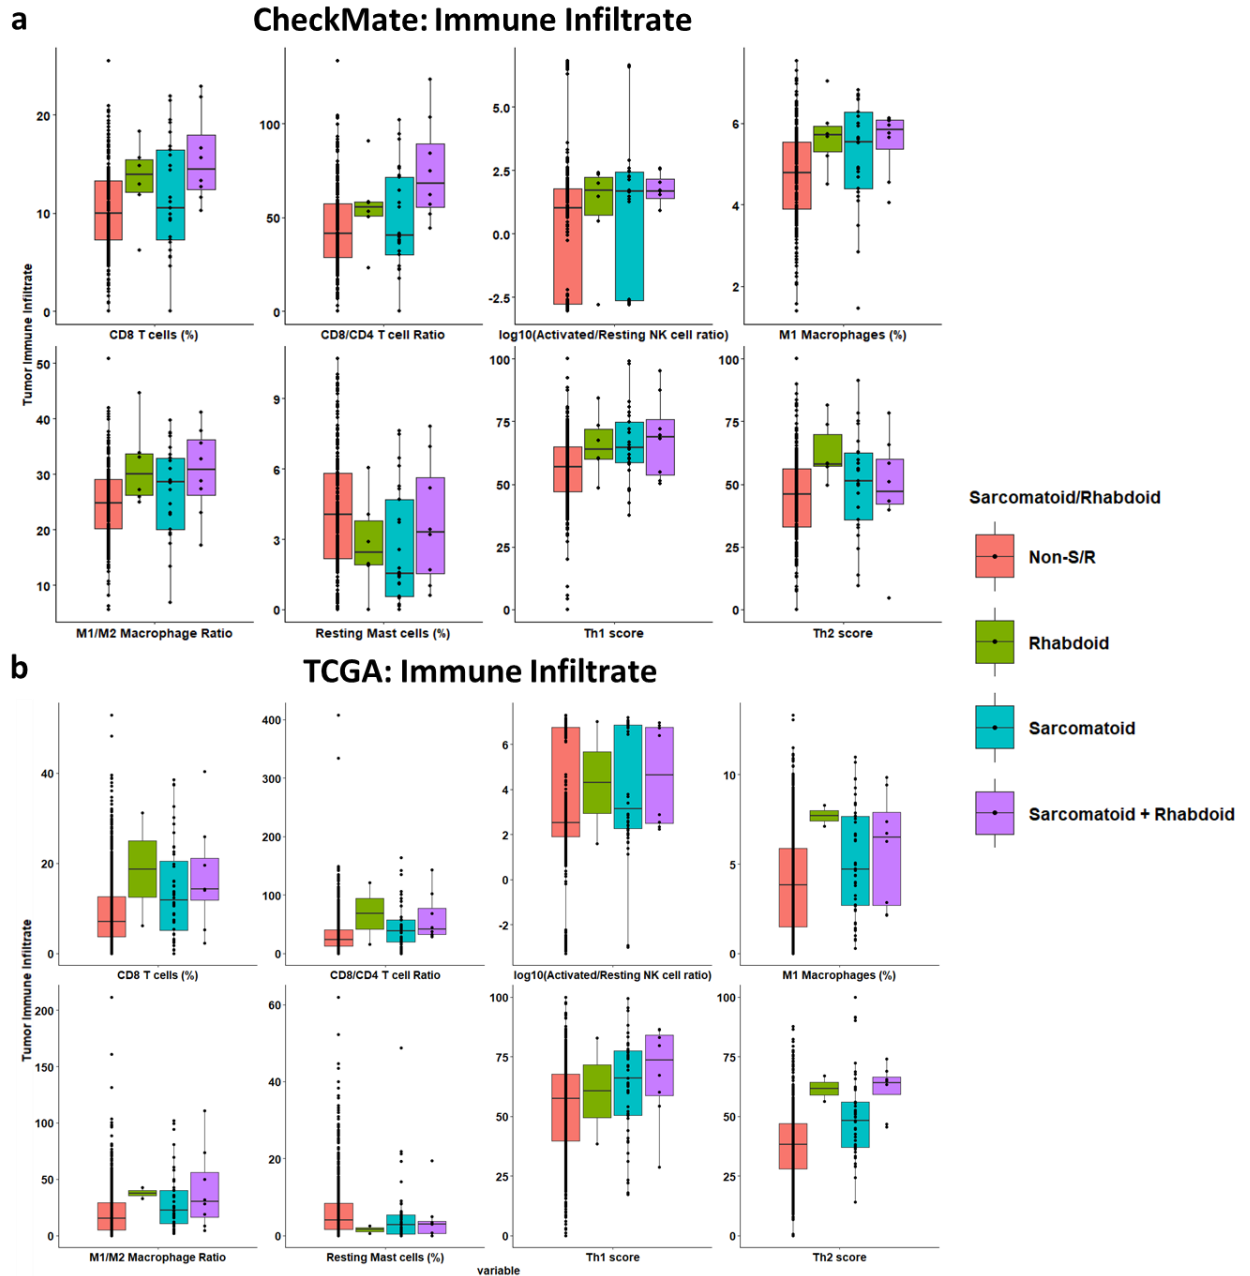 a
CheckMate: Immune Infiltrate
Tumor Immune Infiltrate
20
10
0
CD8 T cells (%)
100
50
0
CD8/CD4 T cell Ratio
5.0
2.5
0.0
-2.5
log10(Activated/Resting NK cell ratio)
6
4
2
M1 Macrophages (%)
50
40
30
20
10
M1/M2 Macrophage Ratio
9
6
3
0
Resting Mast cells (%)
100
75
50
25
0
Th1 score
100
75
50
25
0
Th2 score
Sarcomatoid/Rhabdoid
Non-S/R
Rhabdoid
Sarcomatoid
Sarcomatoid + Rhabdoid
b
TCGA: Immune Infiltrate
Tumor Immune Infiltrate
40
20
0
CD8 T cells (%)
400
300
200
100
0
CD8/CD4 T cell Ratio
6
4
2
0
-2
log10(Activated/Resting NK cell ratio)
10
5
0
M1 Macrophages (%)
200
150
100
50
0
M1/M2 Macrophage Ratio
60
40
20
0
Resting Mast cells (%)
100
75
50
25
0
Th1 score
100
75
50
25
0
Th2 score
variable